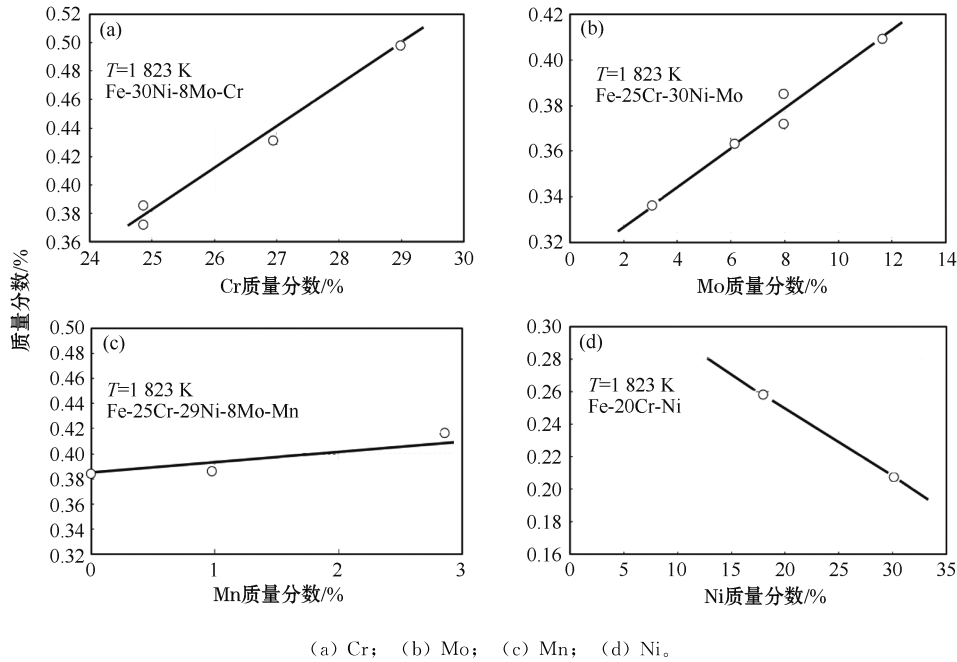 (a)
T=1 823 K
Fe-30Ni-8Mo-Cr
0.52
0.50
0.48
0.46
0.44
0.42
0.40
0.38
0.36
24 25 26 27 28 29 30
Cr质量分数/%
(b)
T=1 823 K
Fe-25Cr-30Ni-Mo
0.42
0.40
0.38
0.36
0.34
0.32
0 2 4 6 8 10 12 14
Mo质量分数/%
质量分数/%
(c)
T=1 823 K
Fe-25Cr-29Ni-8Mo-Mn
0.50
0.48
0.46
0.44
0.42
0.40
0.38
0.36
0.34
0.32
0 1 2 3
Mn质量分数/%
(d)
T=1 823 K
Fe-20Cr-Ni
0.30
0.28
0.26
0.24
0.22
0.20
0.18
0.16
0 5 10 15 20 25 30 35
Ni质量分数/%
(a) Cr; (b) Mo; (c) Mn; (d) Ni。